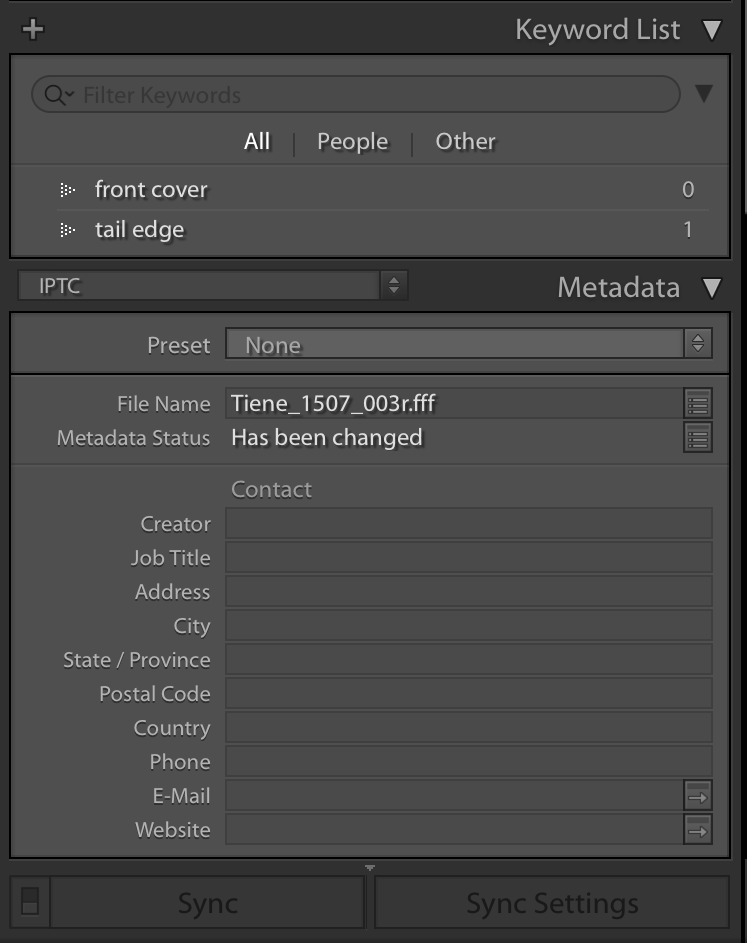 Keyword List
Filter Keywords
All | People | Other
front cover 0
tail edge 1
IPTC Metadata
Preset None
File Name Tiene_1507_003r.fff
Metadata Status Has been changed
Contact
Creator
Job Title
Address
City
State / Province
Postal Code
Country
Phone
E-Mail
Website
Sync Sync Settings